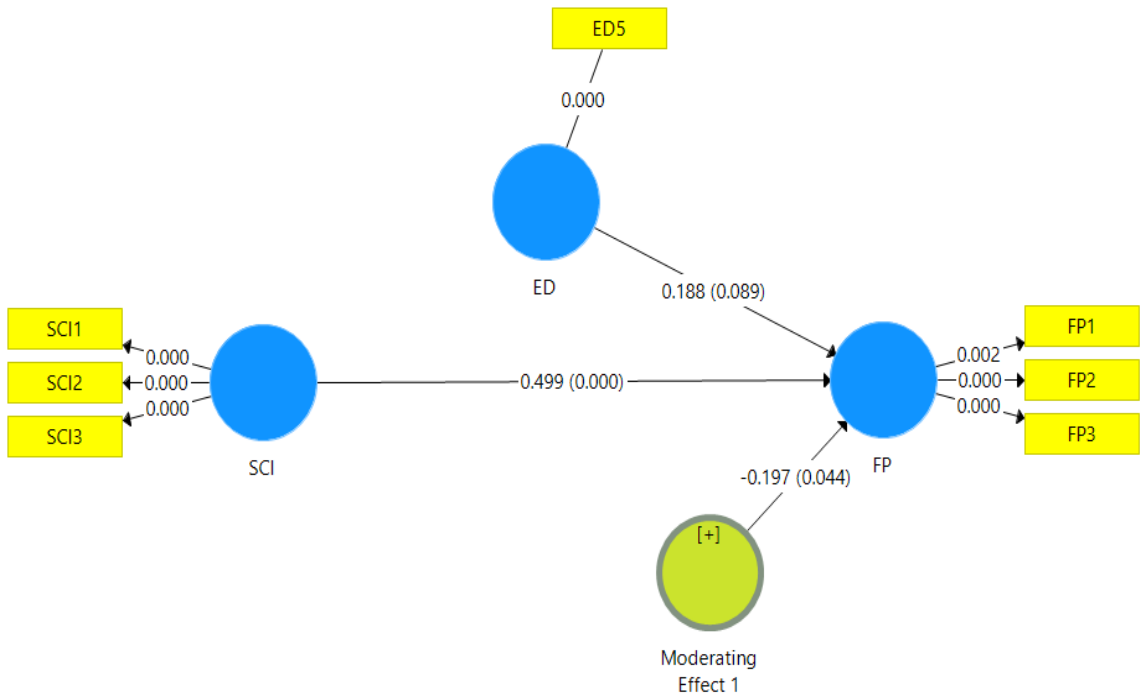 ED5
0.000
ED
0.188 (0.089)
SCI1
SCI2
SCI3
0.000
0.000
0.000
SCI
0.499 (0.000)
0.002
0.000
0.000
FP1
FP2
FP3
FP
-0.197 (0.044)
[+]
Moderating
Effect 1